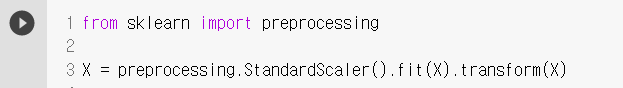 1 from sklearn import preprocessing
2
3 X = preprocessing.StandardScaler().fit(X).transform(X)